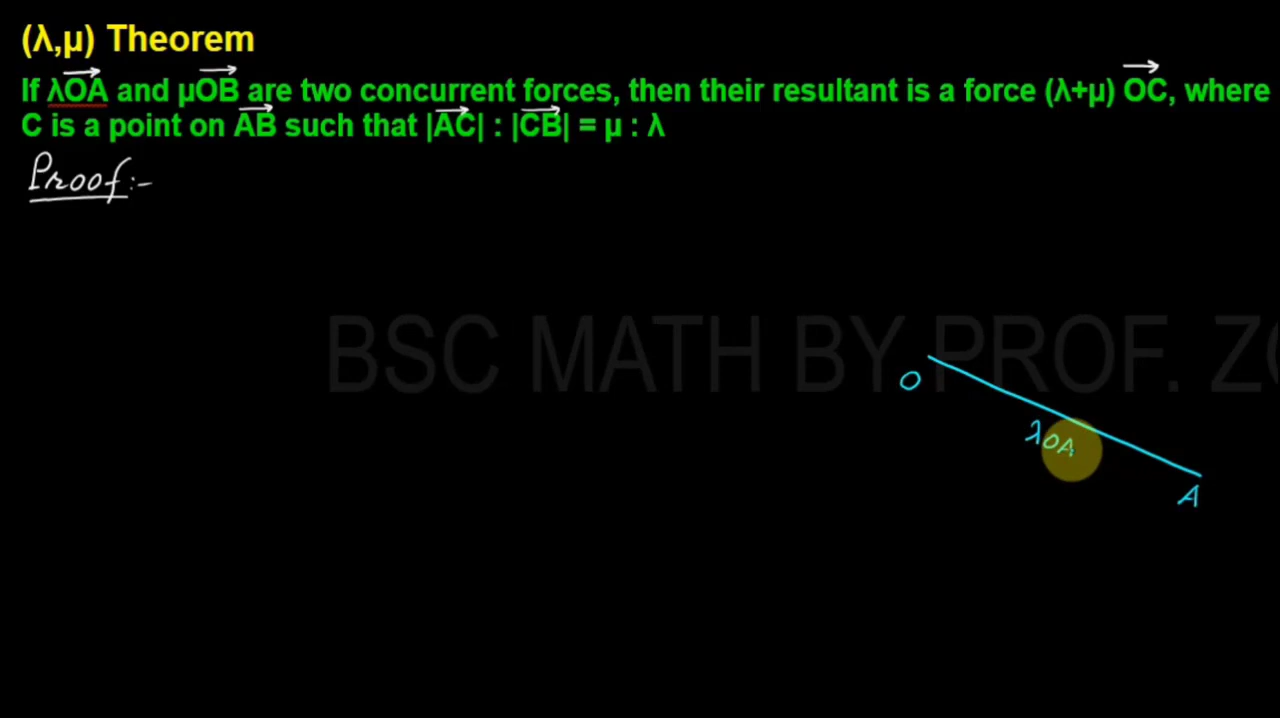 (λ,μ) Theorem
If λOA and μOB are two concurrent forces, then their resultant is a force (λ+μ) OC, where
C is a point on AB such that |AC| : |CB| = μ : λ
Proof:-
BSC MATH BY PROF.
O
λOA
A